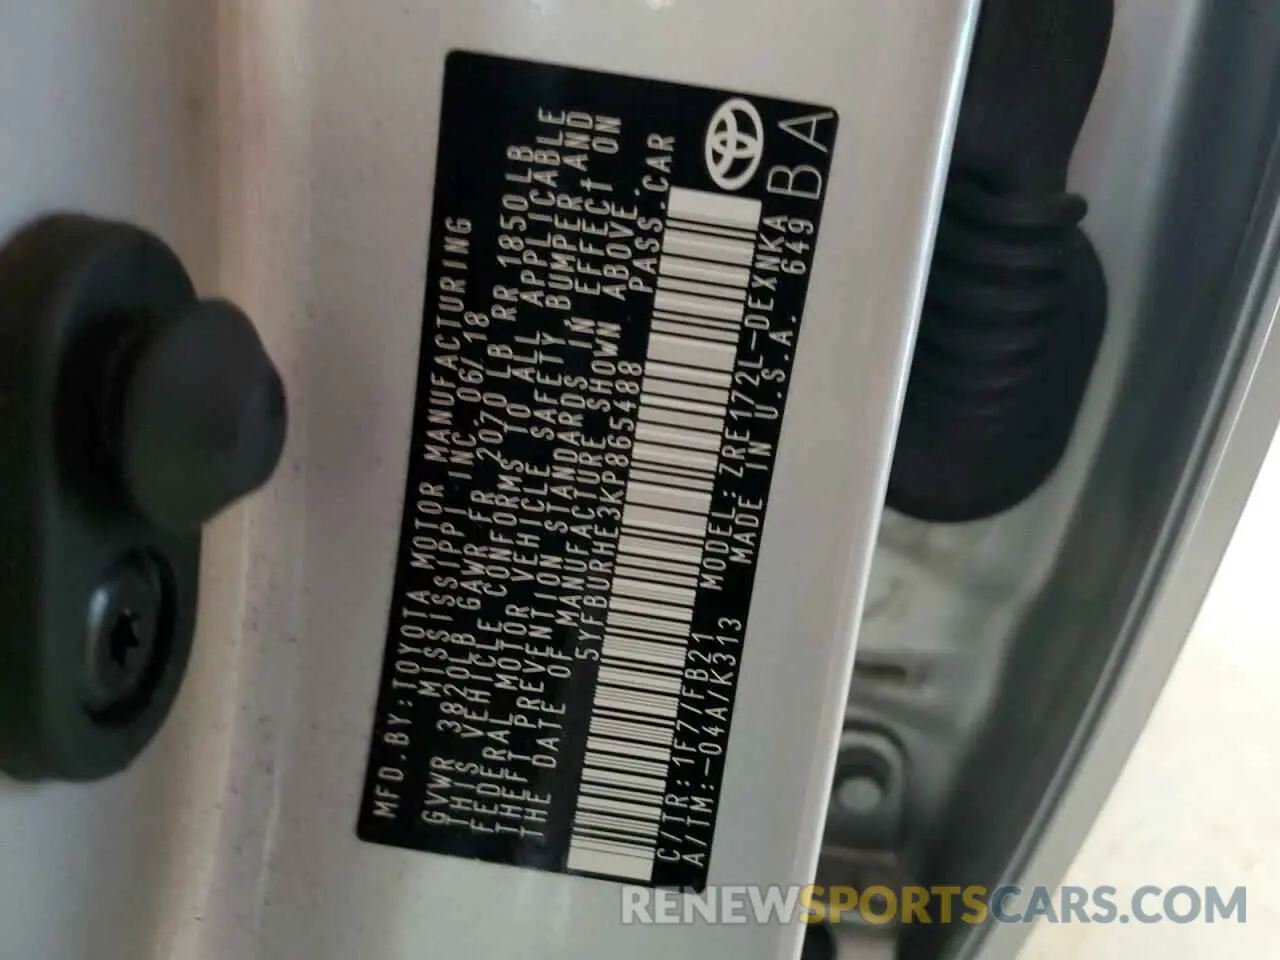 MFD.BY:TOYOTA MOTOR MANUFACTURING
MISSISSIPPI INC. 06/18
GVWR 3820LB GAWR FR 2070 LB RR 1850 LB
THIS VEHICLE CONFORMS TO ALL APPLICABLE
FEDERAL MOTOR VEHICLE SAFETY BUMPER AND
THEFT PREVENTION STANDARDS IN EFFECT ON
THE DATE OF MANUFACTURE SHOWN ABOVE.
5YFBURHE3KP865488 PASS.CAR
C/TR:1F7/FB21 MODEL:ZRE172L-DEXNKA
A/TM:-04A/K313 MADE IN U.S.A. 649
BA
RENEWSPORTSCARS.COM